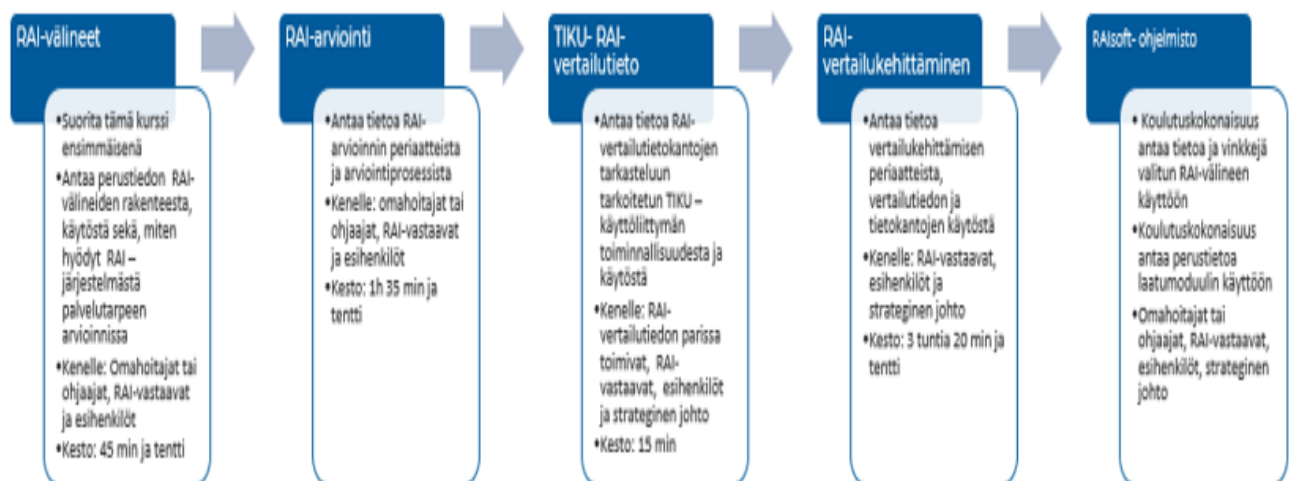 RAI-välineet
•Suorita tämä kurssi
ensimmäisenä
•Antaa perustiedon RAI-
välineiden rakenteesta,
käytöstä sekä, miten
hyödyt RAI –
järjestelmästä
palvelutarpeen
arvioinnissa
•Kenelle: Omahoitajat tai
ohjaajat, RAI-vastaavat
ja esihenkilöt
•Kesto: 45 min ja tentti
RAI-arviointi
•Antaa tietoa RAI-
arvioinnin periaatteista
ja arviointiprosessista
•Kenelle: omahoitajat tai
ohjaajat, RAI-vastaavat
ja esihenkilöt
•Kesto: 1h 35 min ja
tentti
TIKU- RAI-
vertailutieto
•Antaa tietoa RAI-
vertailutietokantojen
tarkasteluun
tarkoitetun TIKU –
käyttöliittymän
toiminnallisuudesta ja
käytöstä
•Kenelle: RAI-
vertailutiedon parissa
toimivat, RAI-
vastaavat, esihenkilöt
ja strateginen johto
•Kesto: 15 min
RAI-
vertailukehittäminen
•Antaa tietoa
vertailukehittämisen
periaatteista,
vertailutiedon ja
tietokantojen käytöstä
•Kenelle: RAI-vastaavat,
esihenkilöt ja
strateginen johto
•Kesto: 3 tuntia 20 min ja
tentti
RAIsoft- ohjelmisto
• Koulutuskokonaisuus
antaa tietoa ja vinkkejä
valitun RAI-välineen
käyttöön
•Koulutuskokonaisuus
antaa perustietoa
laatumoduulin käyttöön
•Omahoitajat tai
ohjaajat, RAI-vastaavat,
esihenkilöt, strateginen
johto